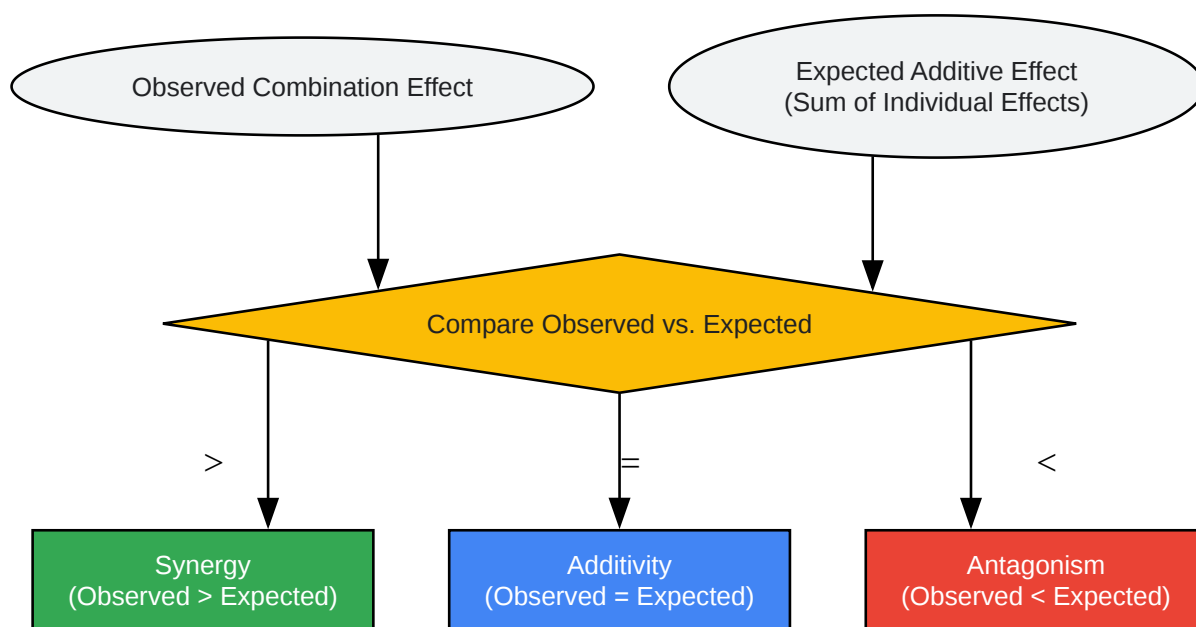 Observed Combination Effect
Expected Additive Effect
(Sum of Individual Effects)
Compare Observed vs. Expected
>
=
<
Synergy
(Observed > Expected)
Additivity
(Observed = Expected)
Antagonism
(Observed < Expected)